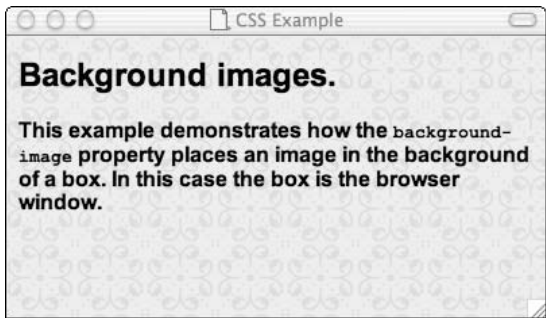 CSS Example
Background images.
This example demonstrates how the background-
image property places an image in the background
of a box. In this case the box is the browser
window.